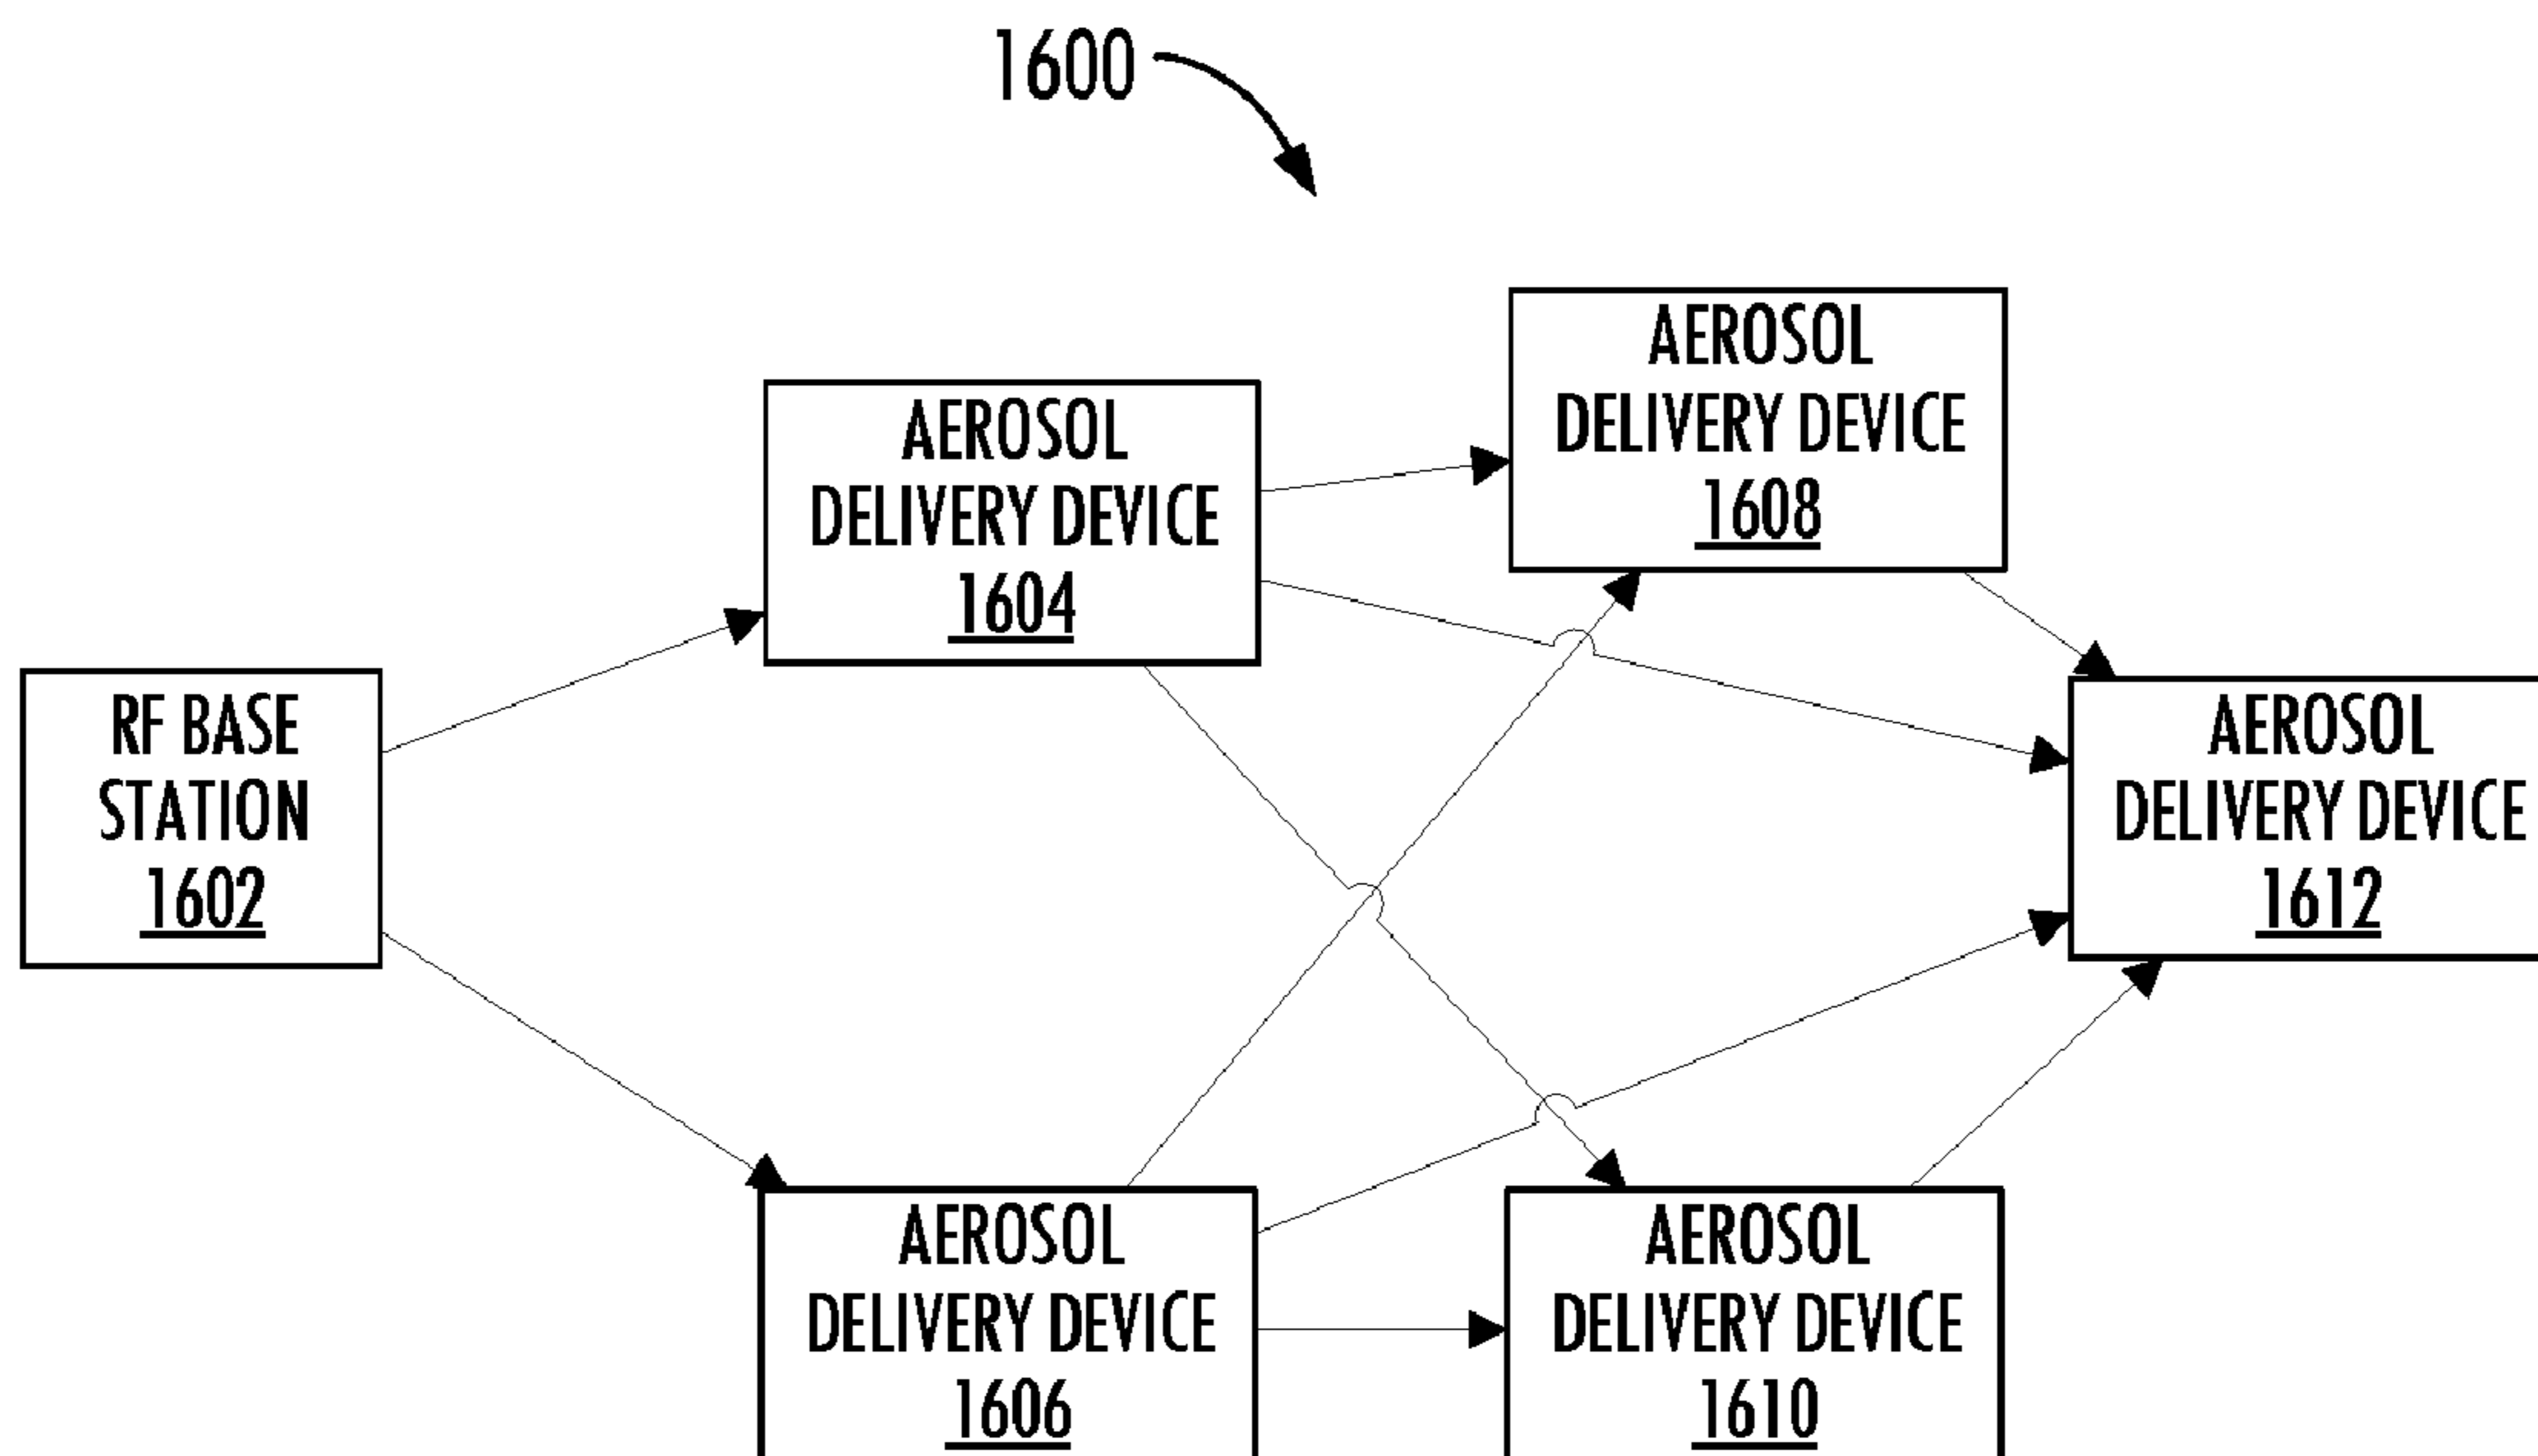 1600
AEROSOL
DELIVERY DEVICE
1608
AEROSOL
DELIVERY DEVICE
1604
RF BASE
STATION
1602
AEROSOL
DELIVERY DEVICE
1612
AEROSOL
DELIVERY DEVICE
1606
AEROSOL
DELIVERY DEVICE
1610